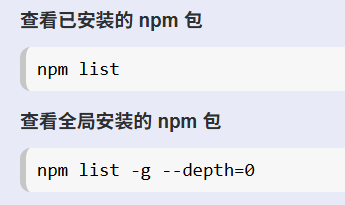 查看已安装的 npm 包
npm list
查看全局安装的 npm 包
npm list -g --depth=0